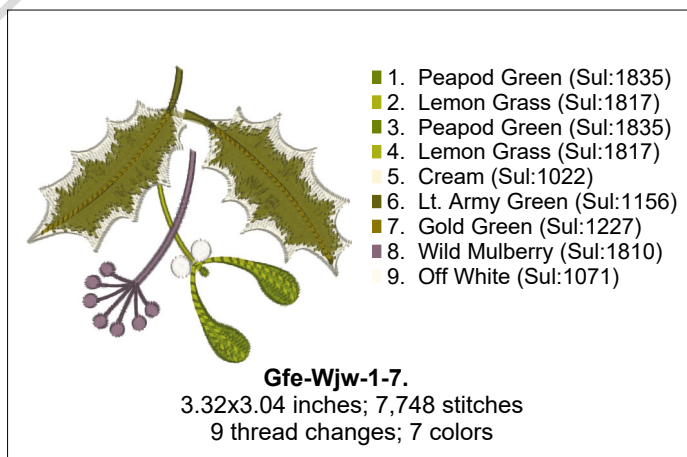 1. Peapod Green (Sul:1835)
2. Lemon Grass (Sul:1817)
3. Peapod Green (Sul:1835)
4. Lemon Grass (Sul:1817)
5. Cream (Sul:1022)
6. Lt. Army Green (Sul:1156)
7. Gold Green (Sul:1227)
8. Wild Mulberry (Sul:1810)
9. Off White (Sul:1071)
Gfe-Wjw-1-7.
3.32x3.04 inches; 7,748 stitches
9 thread changes; 7 colors